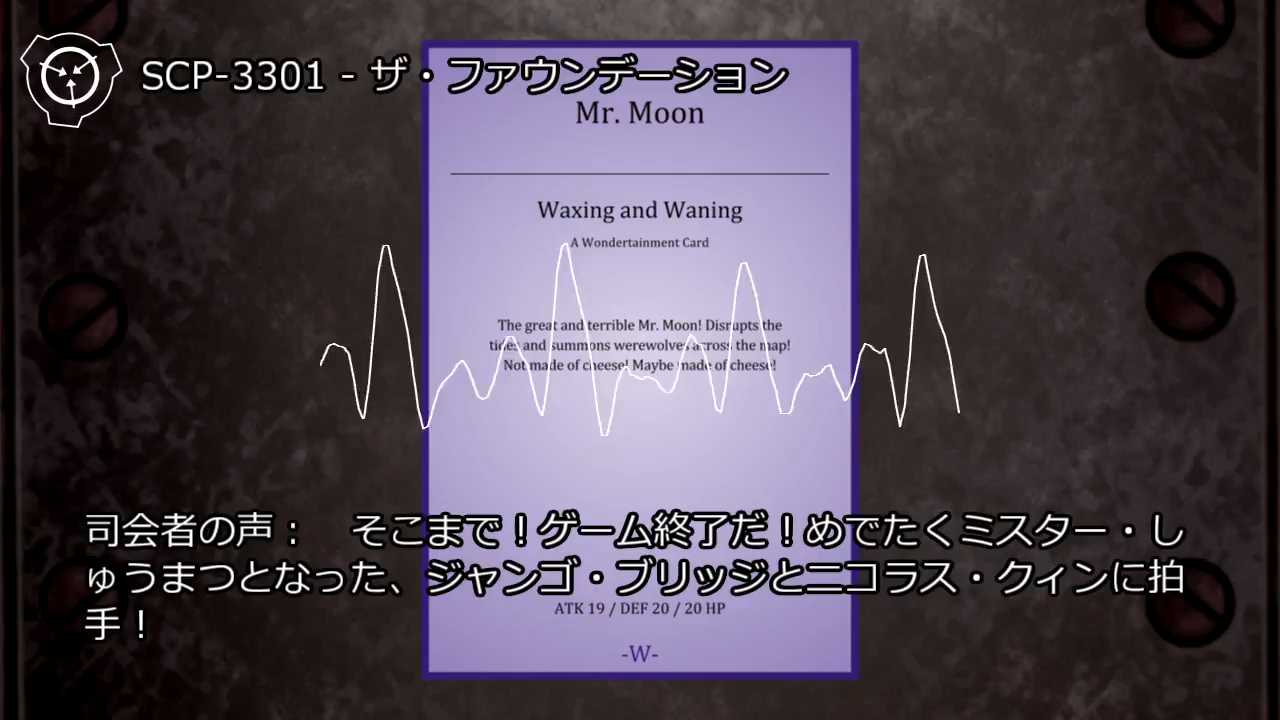 SCP-3301 - ザ・ファウンデーション
Mr. Moon
Waxing and Waning
A Wondertainment Card
The great and terrible Mr. Moon! Disrupts the
tides and summons werewolves across the map!
Not made of cheese! Maybe made of cheese!
司会者の声： そこまで！ゲーム終了だ！めでたくミスター・し
ゅうまつとなった、ジャンゴ・ブリッジとニコラス・クィンに拍
手！
ATK 19 / DEF 20 / 20 HP
-W-